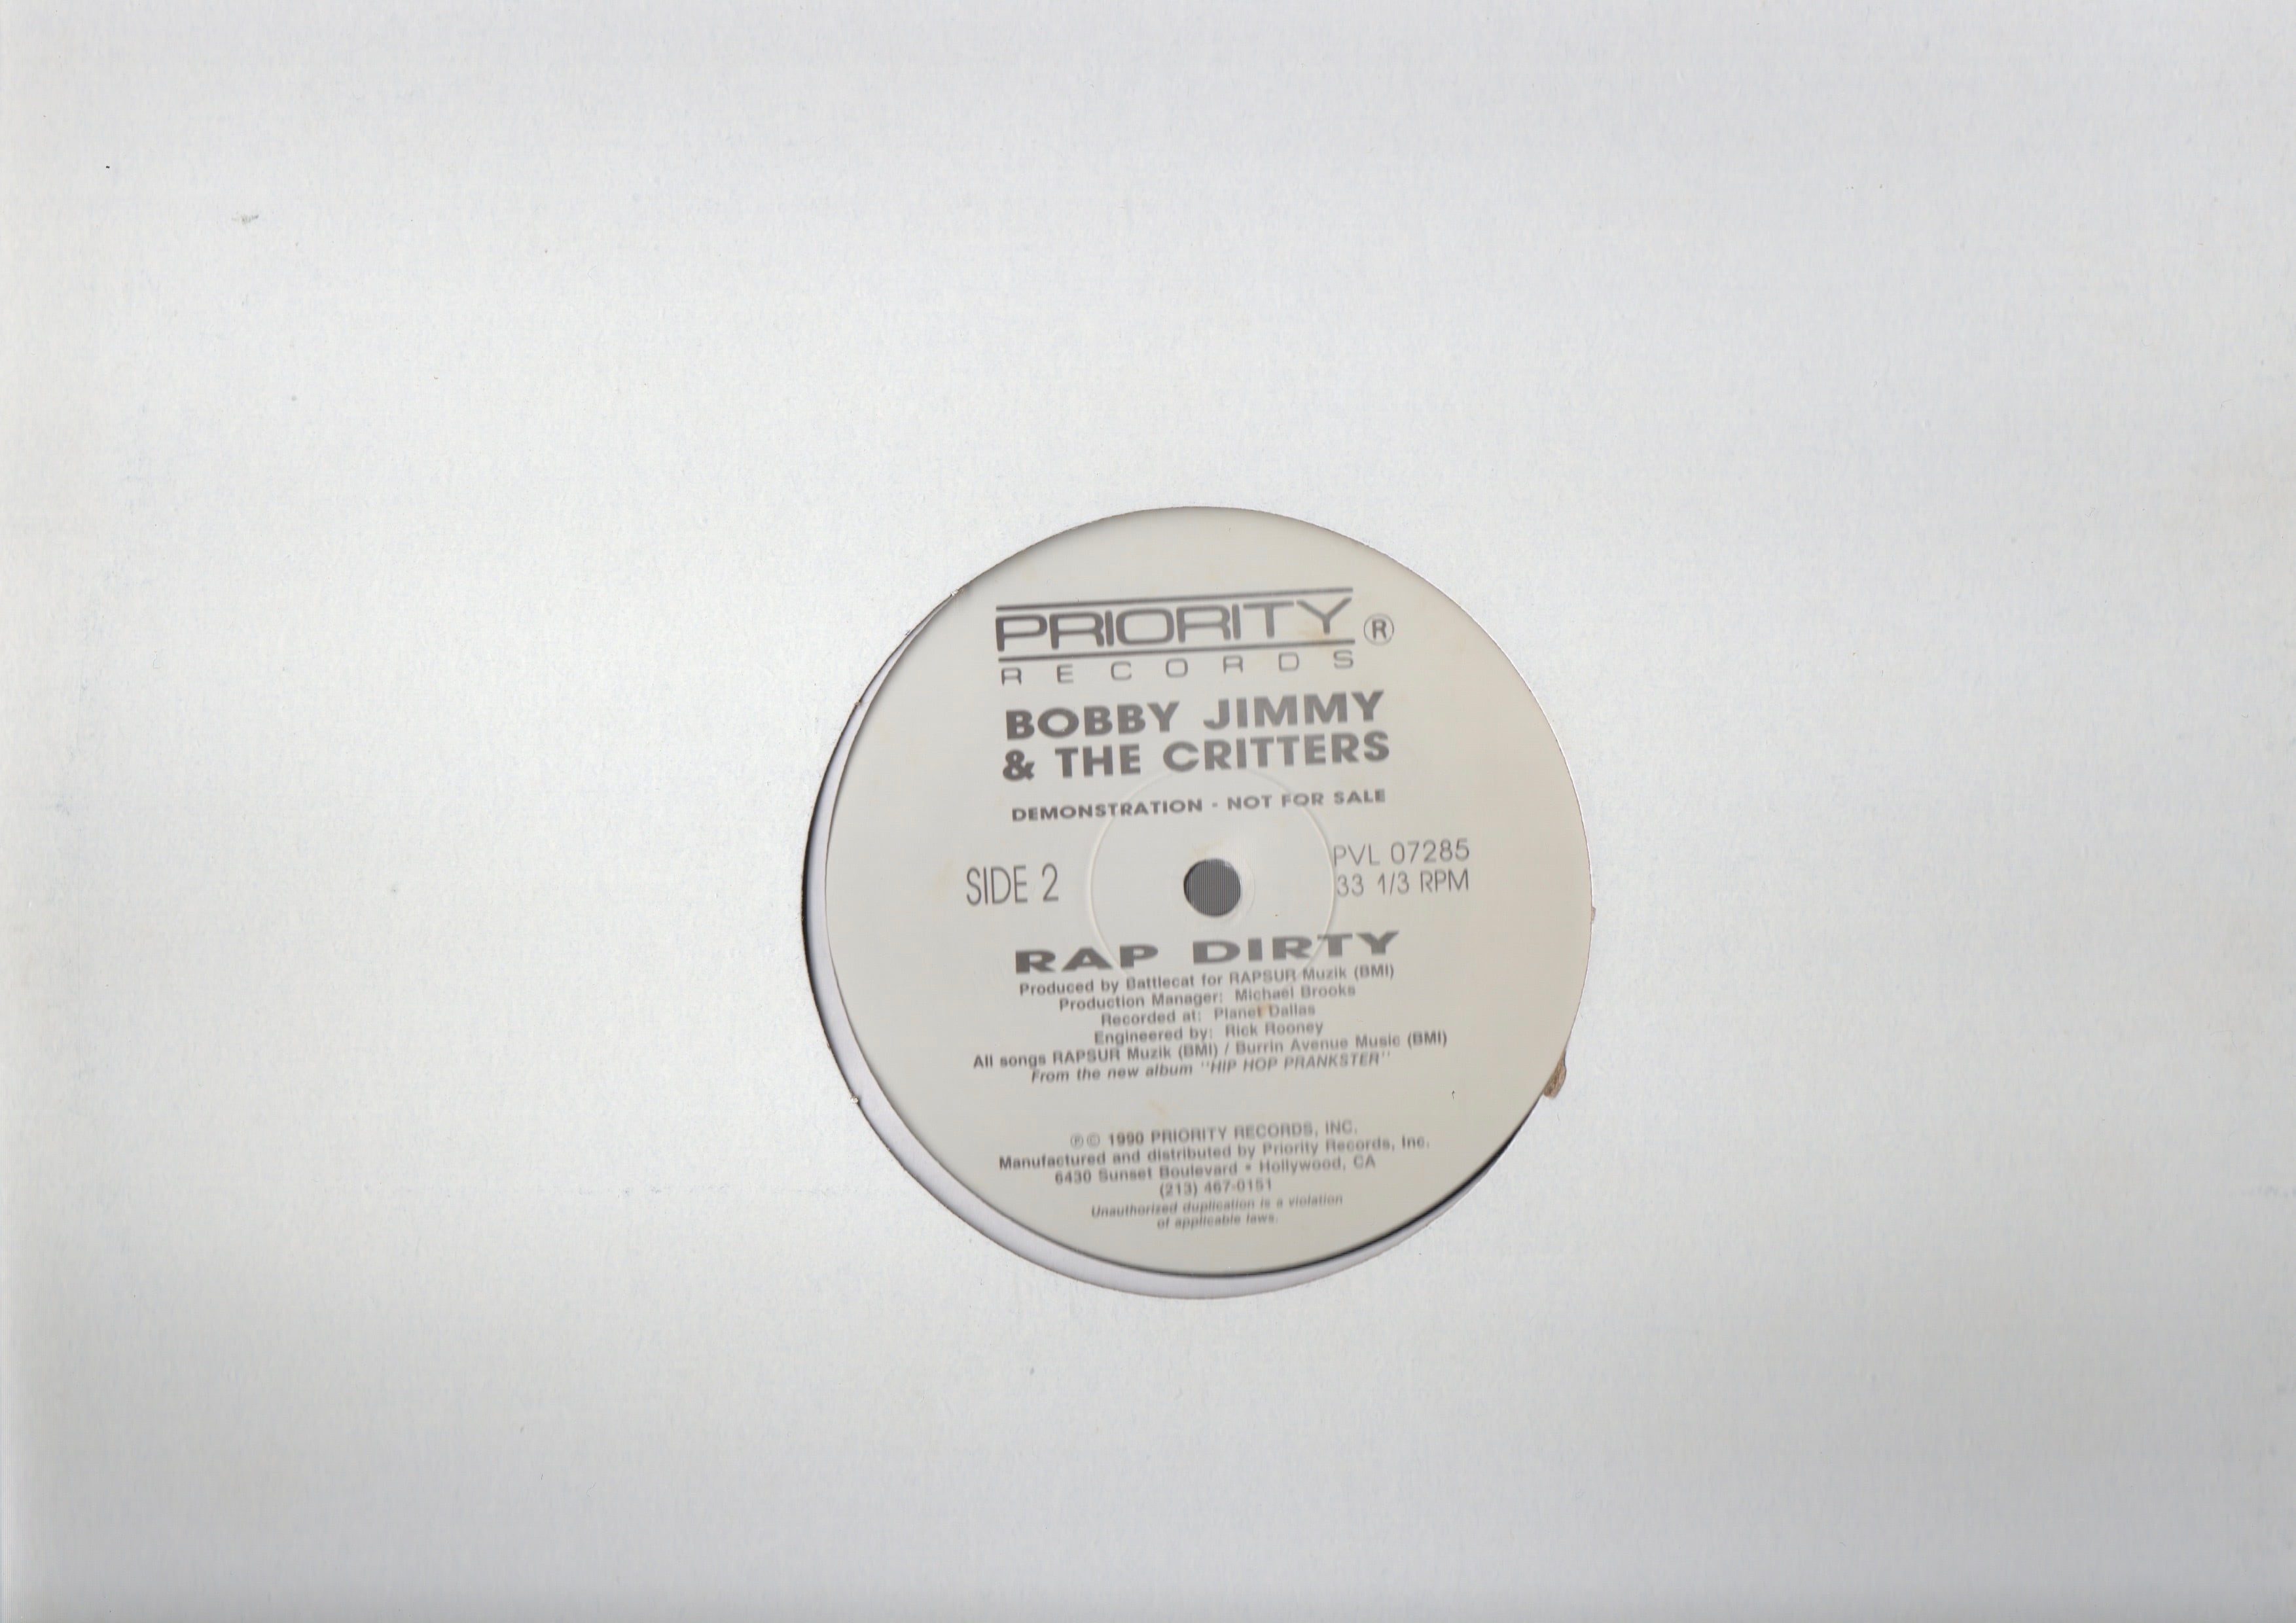 PRIORITY ®
RECORDS
BOBBY JIMMY
& THE CRITTERS
DEMONSTRATION - NOT FOR SALE
SIDE 2
PVL 07285
33 1/3 RPM
RAP DIRTY
Produced by Battlecat for RAPSUR Muzik (BMI)
Production Manager: Michael Brooks
Recorded at: Planet Dallas
Engineered by: Rick Rooney
All songs RAPSUR Muzik (BMI) / Burrin Avenue Music (BMI)
From the new album "HIP HOP PRANKSTER"
℗© 1990 PRIORITY RECORDS, INC.
Manufactured and distributed by Priority Records, Inc.
6430 Sunset Boulevard • Hollywood, CA
(213) 467-0151
Unauthorized duplication is a violation
of applicable laws.